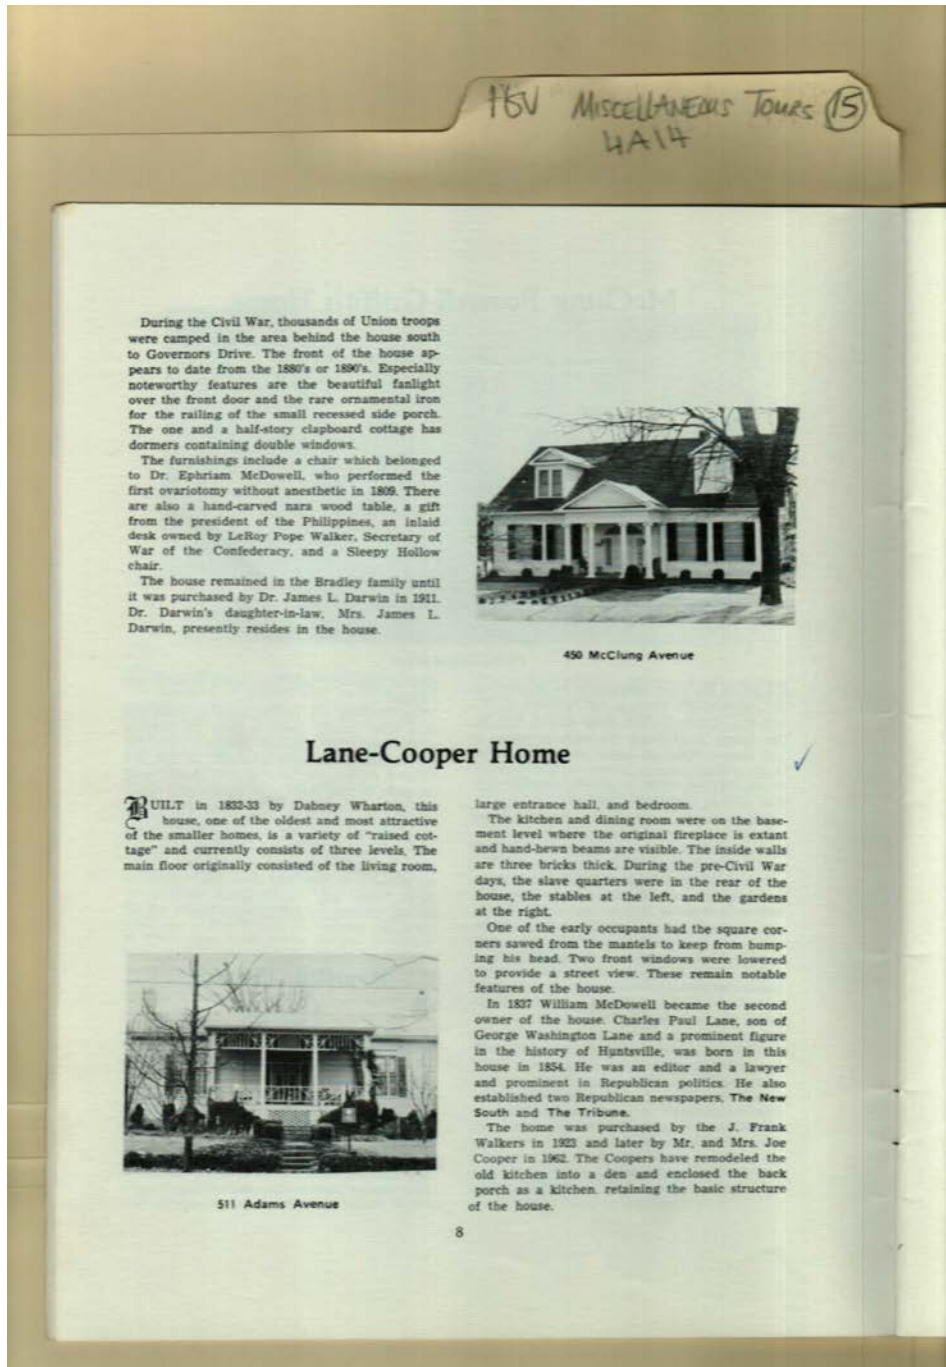 HSV MISCELLANEOUS TOURS 15
4A14
During the Civil War, thousands of Union troops
were camped in the area behind the house south
to Governors Drive. The front of the house ap-
pears to date from the 1880's or 1890's. Especially
noteworthy features are the beautiful fanlight
over the front door and the rare ornamental iron
for the railing of the small recessed side porch.
The one and a half-story clapboard cottage has
dormers containing double windows.
The furnishings include a chair which belonged
to Dr. Ephriam McDowell, who performed the
first ovariotomy without anesthetic in 1809. There
are also a hand-carved nara wood table, a gift
from the president of the Philippines, an inlaid
desk owned by LeRoy Pope Walker, Secretary of
War of the Confederacy, and a Sleepy Hollow
chair.
The house remained in the Bradley family until
it was purchased by Dr. James L. Darwin in 1911.
Dr. Darwin's daughter-in-law, Mrs. James L.
Darwin, presently resides in the house.
450 McClung Avenue
Lane-Cooper Home
BUILT in 1832-33 by Dabney Wharton, this
house, one of the oldest and most attractive
of the smaller homes, is a variety of "raised cot-
tage" and currently consists of three levels. The
main floor originally consisted of the living room,
511 Adams Avenue
large entrance hall, and bedroom.
The kitchen and dining room were on the base-
ment level where the original fireplace is extant
and hand-hewn beams are visible. The inside walls
are three bricks thick. During the pre-Civil War
days, the slave quarters were in the rear of the
house, the stables at the left, and the gardens
at the right.
One of the early occupants had the square cor-
ners sawed from the mantels to keep from bump-
ing his head. Two front windows were lowered
to provide a street view. These remain notable
features of the house.
In 1837 William McDowell became the second
owner of the house. Charles Paul Lane, son of
George Washington Lane and a prominent figure
in the history of Huntsville, was born in this
house in 1854. He was an editor and a lawyer
and prominent in Republican politics. He also
established two Republican newspapers, The New
South and The Tribune.
The home was purchased by the J. Frank
Walkers in 1923 and later by Mr. and Mrs. Joe
Cooper in 1962. The Coopers have remodeled the
old kitchen into a den and enclosed the back
porch as a kitchen, retaining the basic structure
of the house.
8